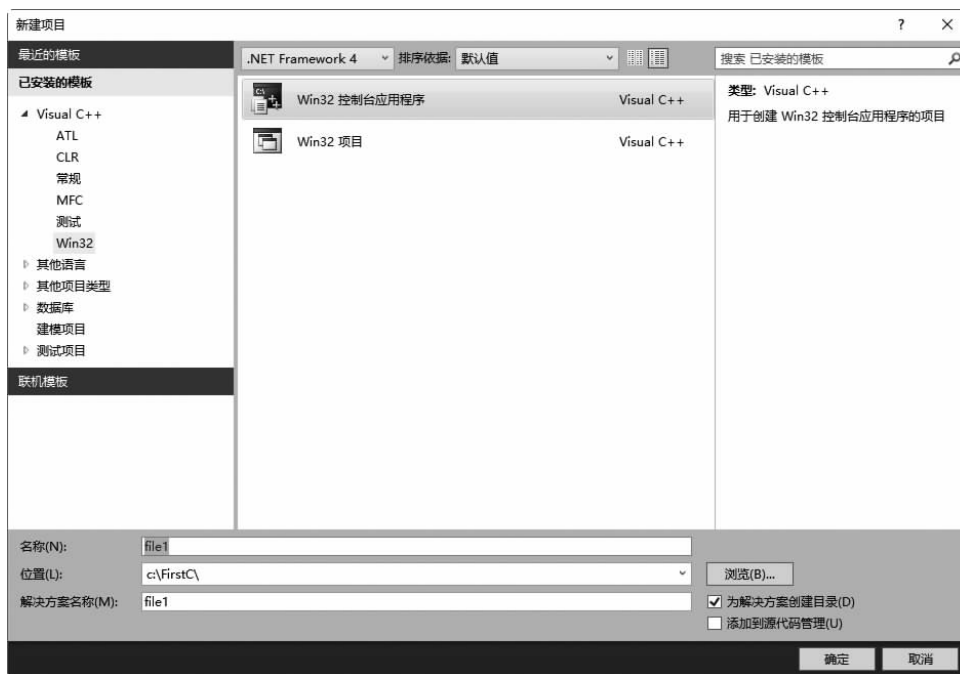 新建项目
最近的模板
已安装的模板
Visual C++
ATL
CLR
常规
MFC
测试
Win32
其他语言
其他项目类型
数据库
建模项目
测试项目
联机模板
.NET Framework 4 排序依据: 默认值
Win32 控制台应用程序 Visual C++
Win32 项目 Visual C++
搜索 已安装的模板
类型: Visual C++
用于创建 Win32 控制台应用程序的项目
名称(N): file1
位置(L): c:\FirstC\ 浏览(B)...
解决方案名称(M): file1
为解决方案创建目录(D)
添加到源代码管理(U)
确定 取消